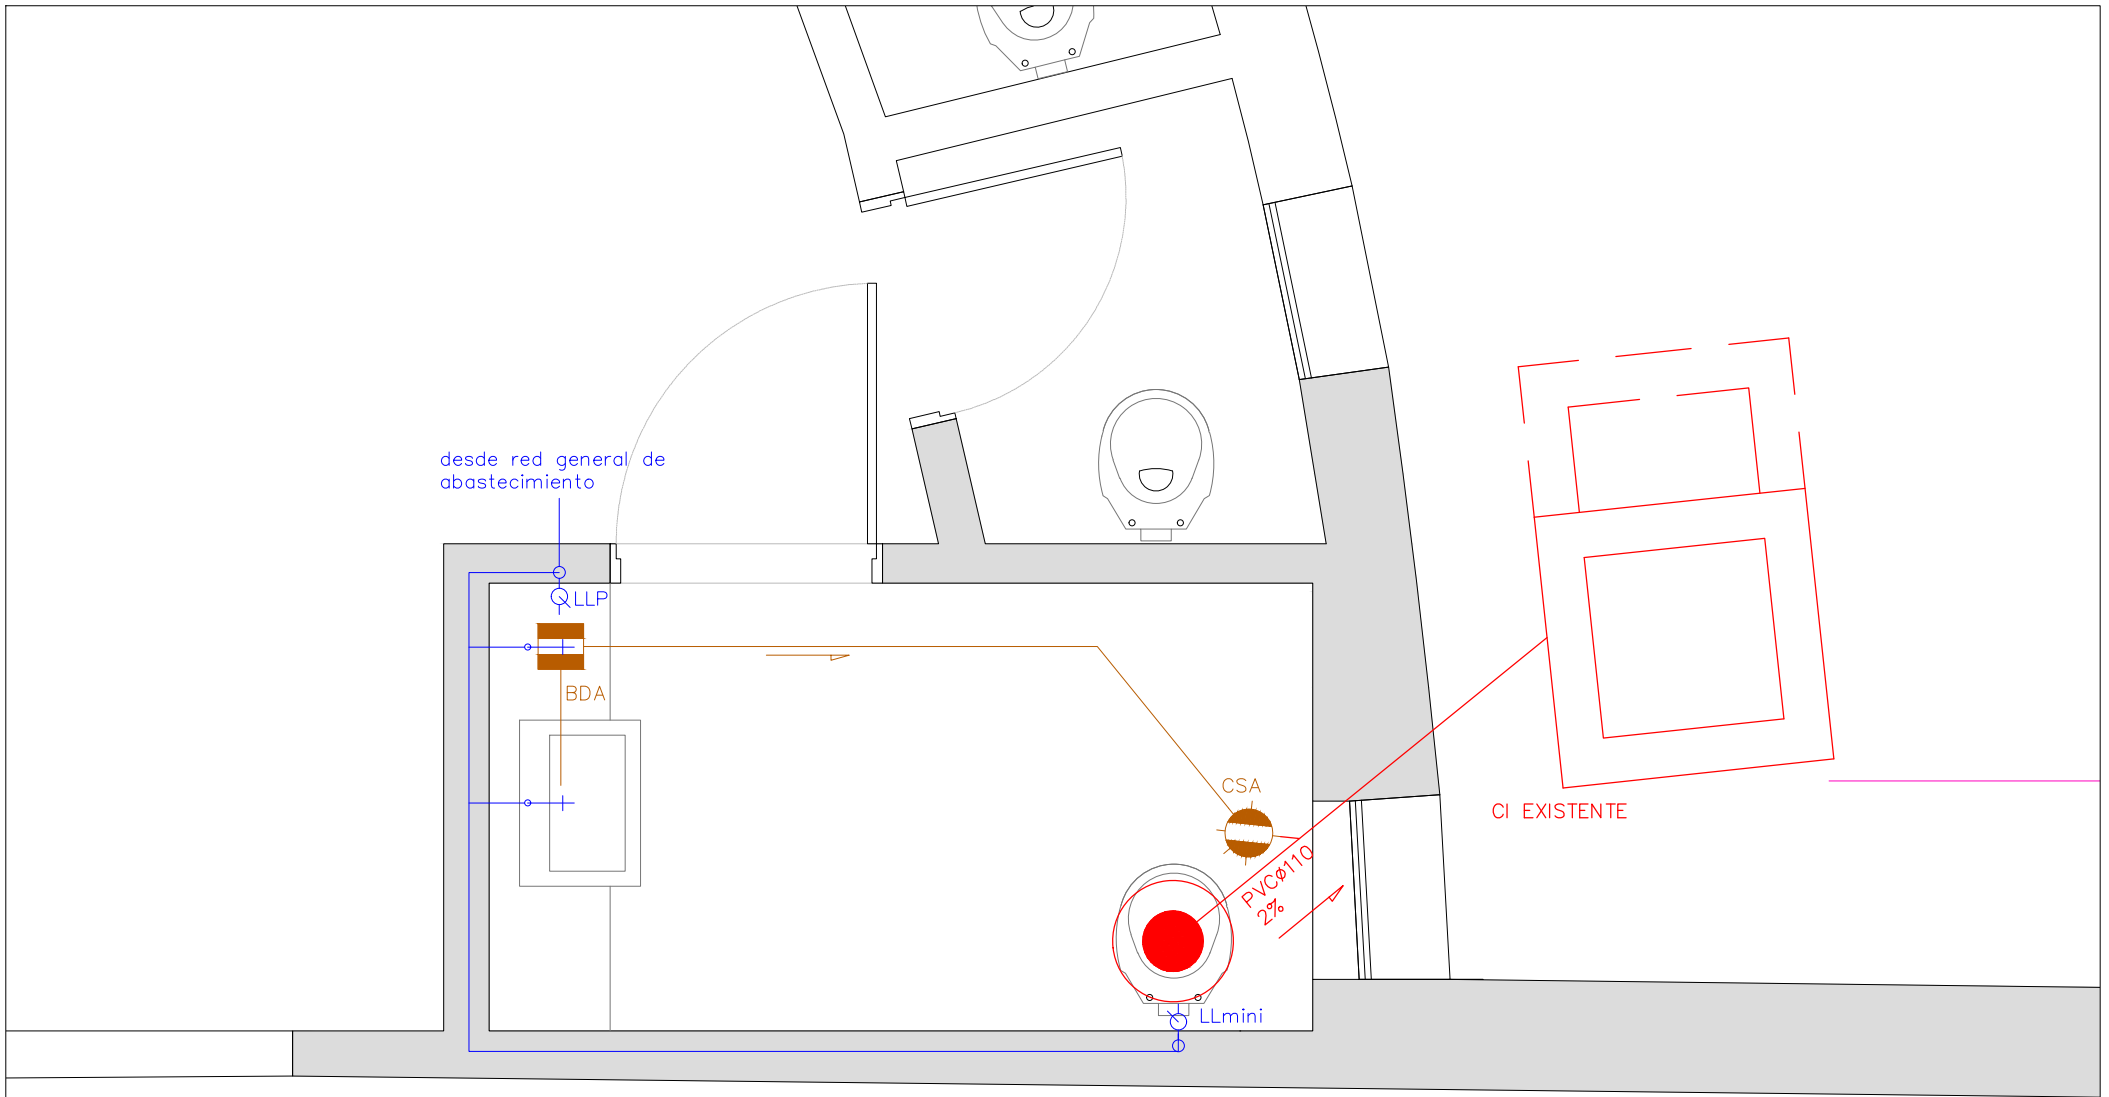 desde red general de
abastecimiento
LLP
BDA
CSA
CI EXISTENTE
PVCø110
2%
LLmini